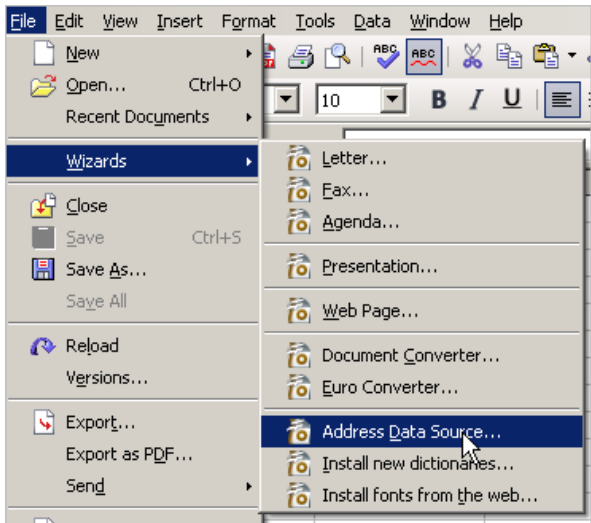 File Edit View Insert Format Tools Data Window Help
New
Open... Ctrl+O
Recent Documents
Wizards
Close
Save Ctrl+S
Save As...
Save All
Reload
Versions...
Export...
Export as PDF...
Send
ABC ABC
10 B I U
Letter...
Fax...
Agenda...
Presentation...
Web Page...
Document Converter...
Euro Converter...
Address Data Source...
Install new dictionaries...
Install fonts from the web...